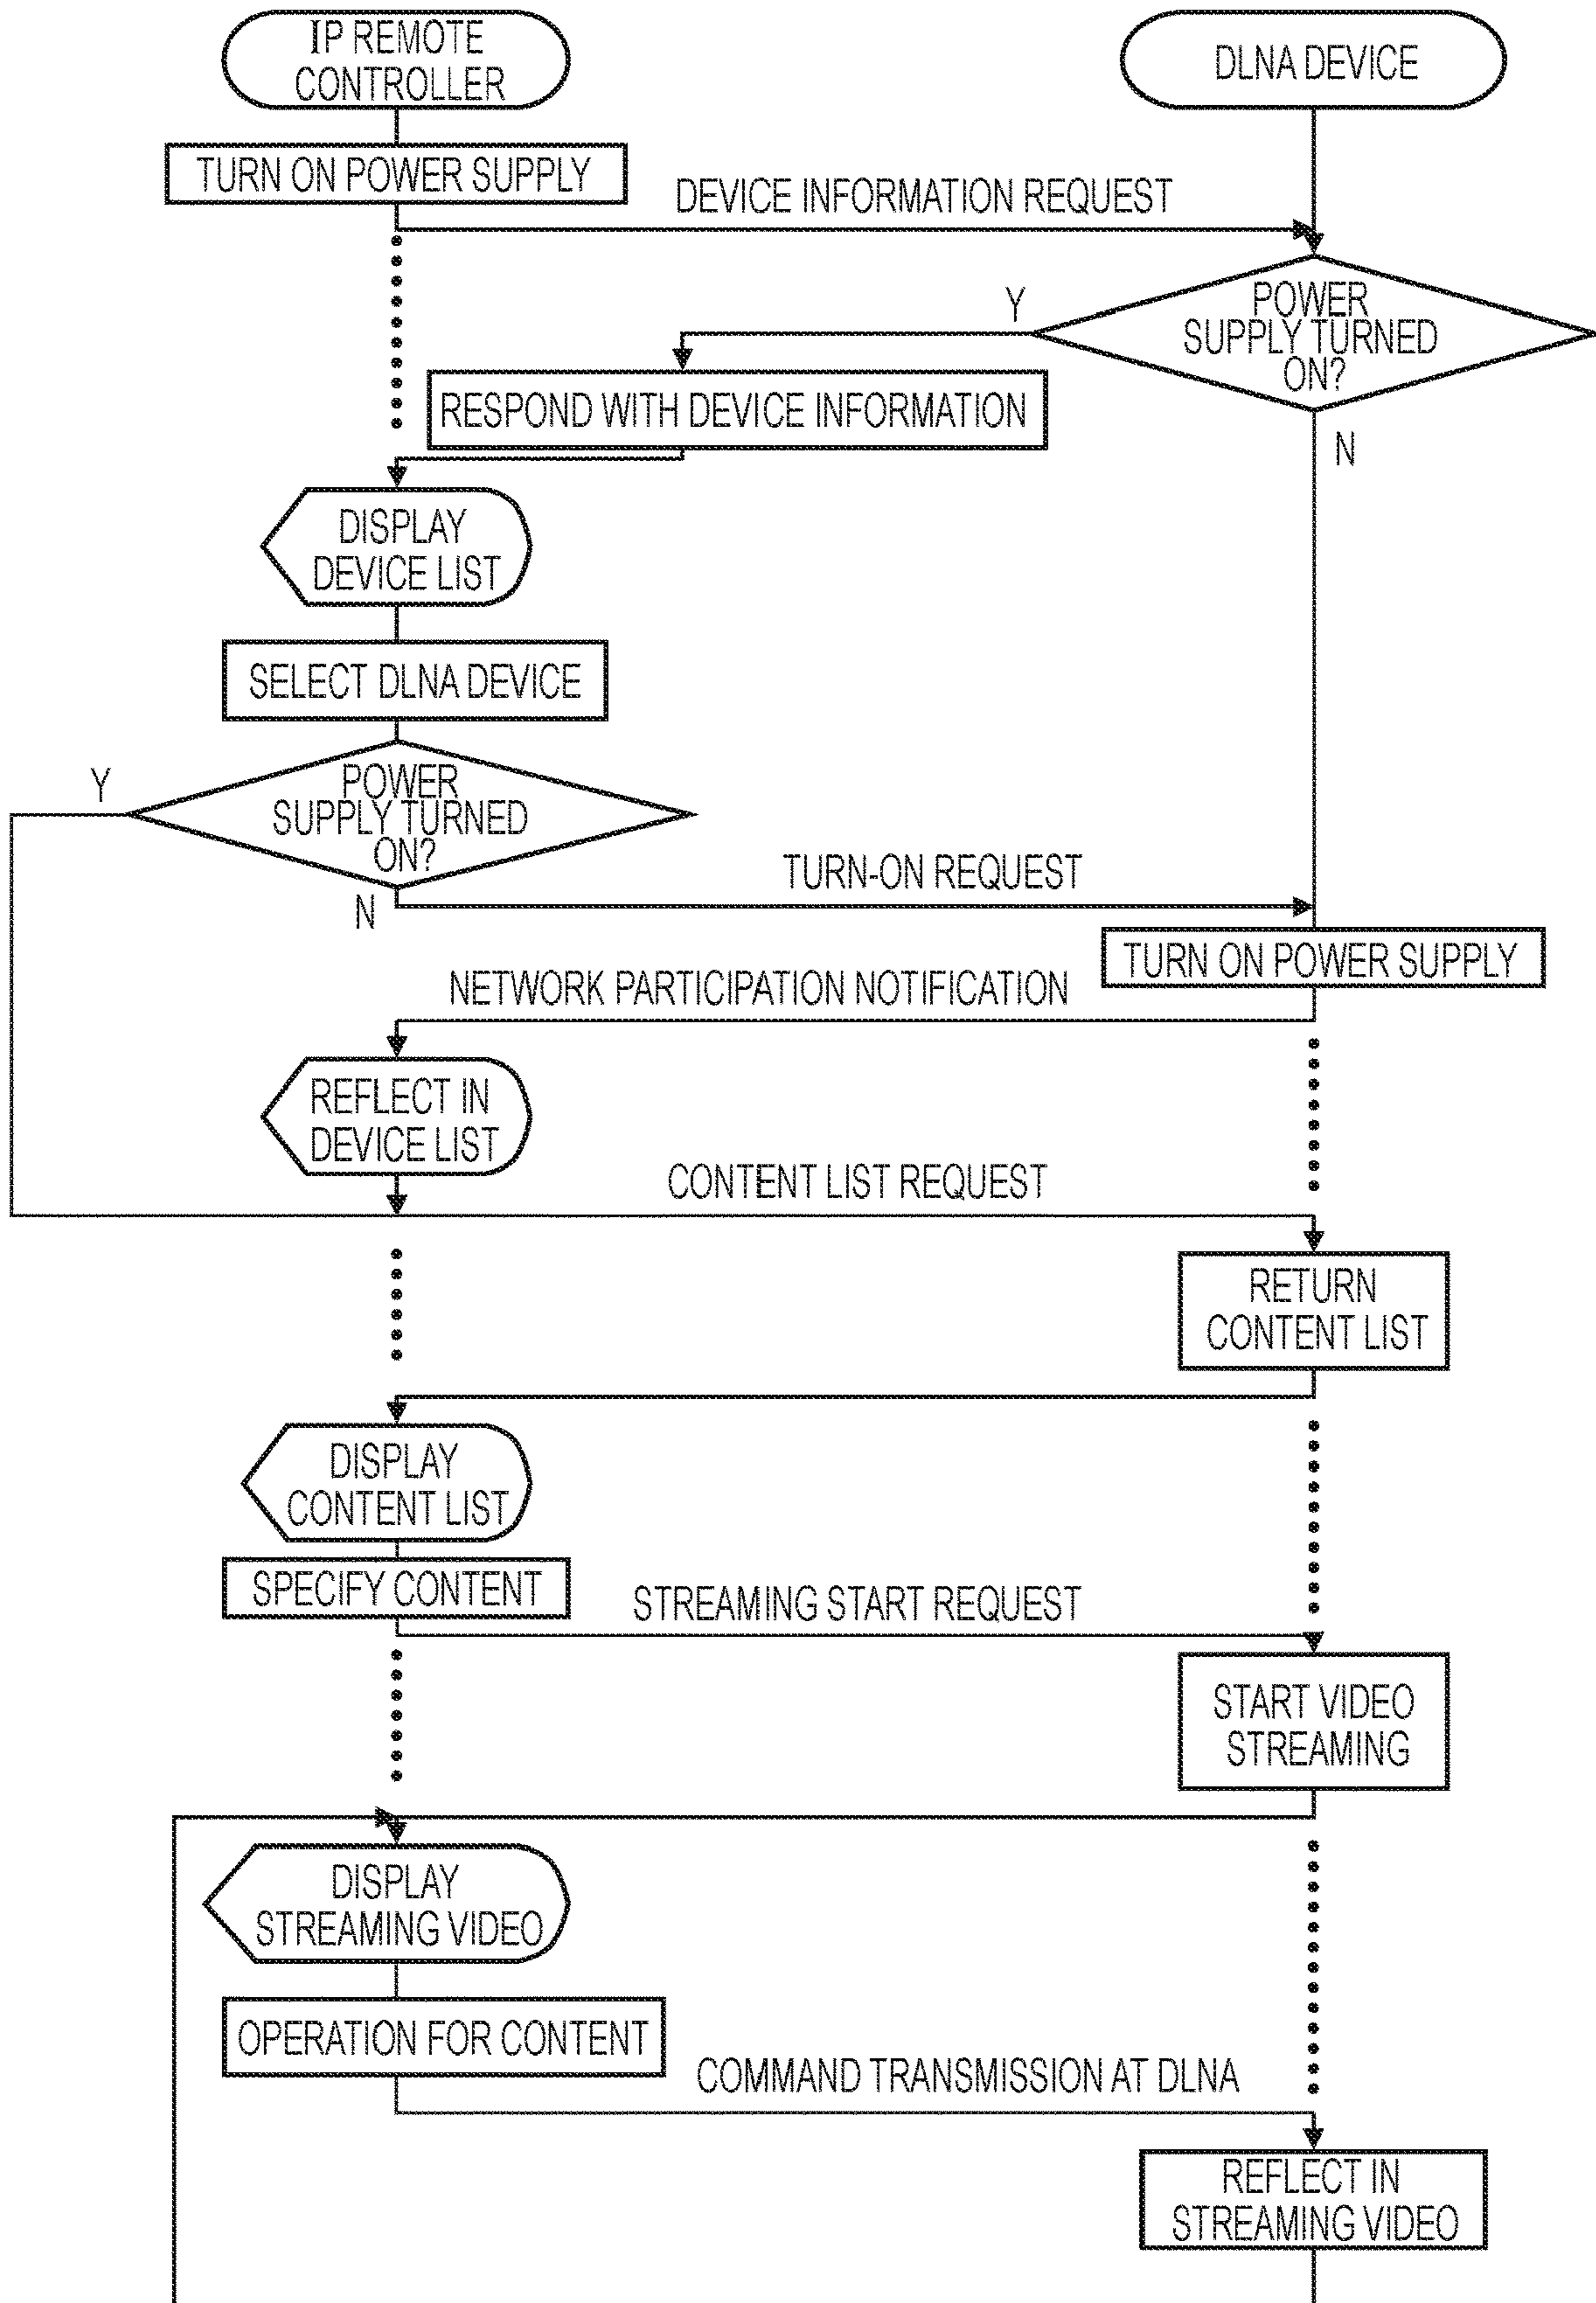 IP REMOTE
CONTROLLER
DLNA DEVICE
TURN ON POWER SUPPLY
DEVICE INFORMATION REQUEST
Y
POWER
SUPPLY TURNED
ON?
RESPOND WITH DEVICE INFORMATION
N
DISPLAY
DEVICE LIST
SELECT DLNA DEVICE
Y
POWER
SUPPLY TURNED
ON?
TURN-ON REQUEST
N
TURN ON POWER SUPPLY
NETWORK PARTICIPATION NOTIFICATION
REFLECT IN
DEVICE LIST
CONTENT LIST REQUEST
RETURN
CONTENT LIST
DISPLAY
CONTENT LIST
SPECIFY CONTENT
STREAMING START REQUEST
START VIDEO
STREAMING
DISPLAY
STREAMING VIDEO
OPERATION FOR CONTENT
COMMAND TRANSMISSION AT DLNA
REFLECT IN
STREAMING VIDEO